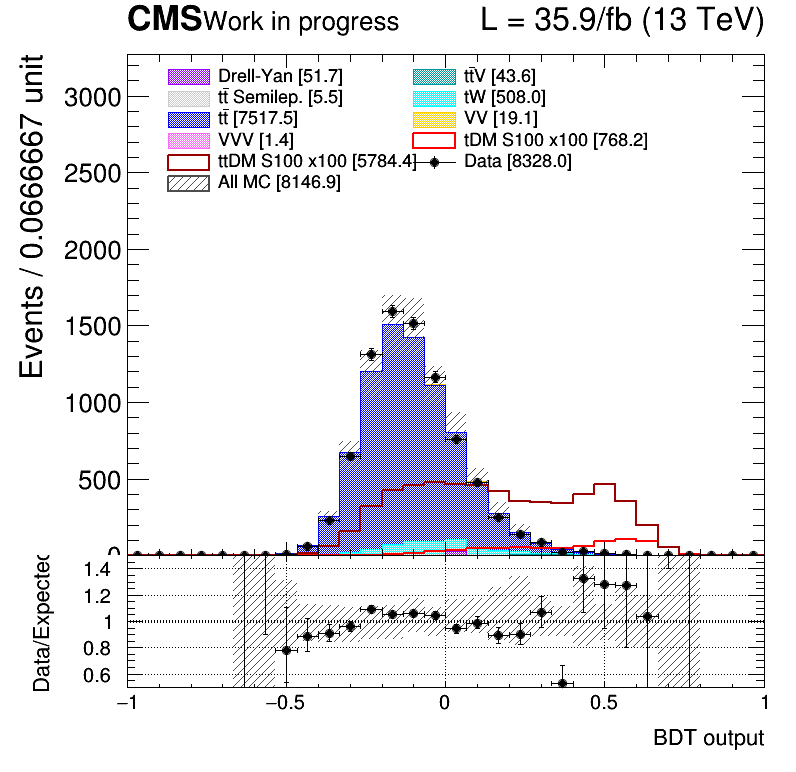 CMS Work in progress L = 35.9/fb (13 TeV)
Events / 0.0666667 unit
Drell-Yan [51.7] tt̄V [43.6]
tt̄ Semilep. [5.5] tW [508.0]
tt̄ [7517.5] VV [19.1]
VVV [1.4] tDM S100 x100 [768.2]
ttDM S100 x100 [5784.4] Data [8328.0]
All MC [8146.9]
3000
2500
2000
1500
1000
500
0
Data/Expected
1.4
1.2
1
0.8
0.6
−1 −0.5 0 0.5 1
BDT output